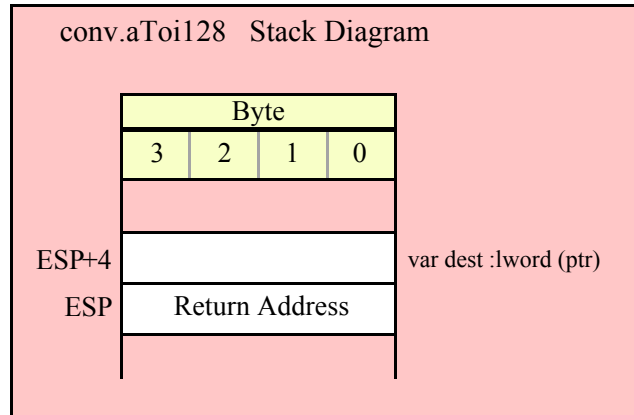 conv.aToi128 Stack Diagram
Byte
3 2 1 0
ESP+4 var dest :lword (ptr)
ESP Return Address